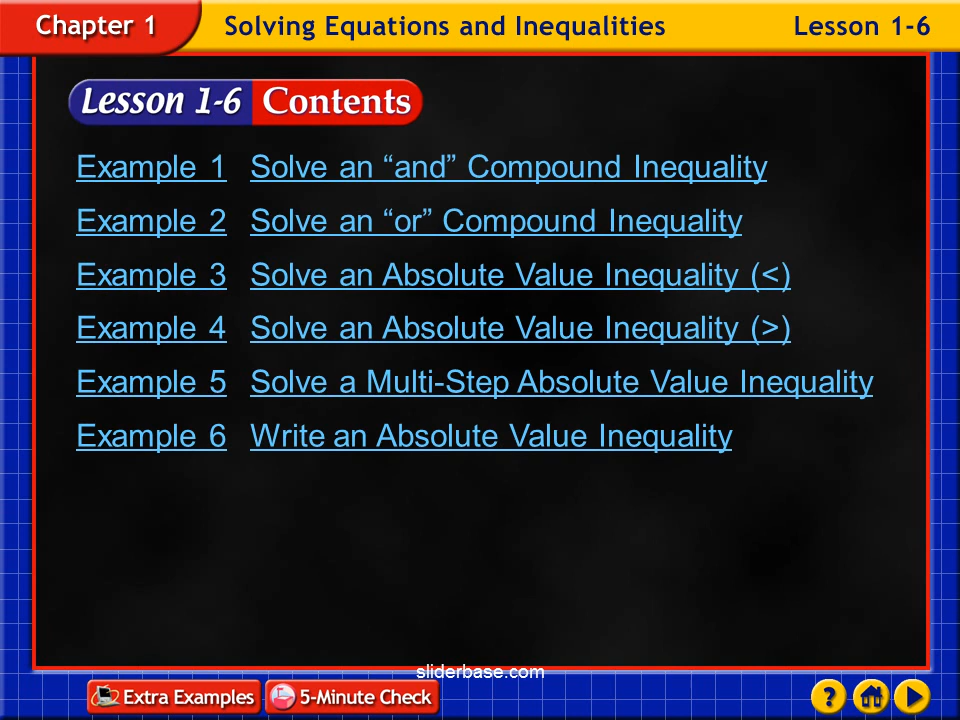 Chapter 1 Solving Equations and Inequalities Lesson 1-6
Lesson 1-6 Contents
Example 1 Solve an “and” Compound Inequality
Example 2 Solve an “or” Compound Inequality
Example 3 Solve an Absolute Value Inequality (<)
Example 4 Solve an Absolute Value Inequality (>)
Example 5 Solve a Multi-Step Absolute Value Inequality
Example 6 Write an Absolute Value Inequality
sliderbase.com
Extra Examples 5-Minute Check ?